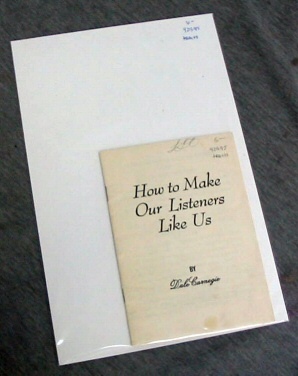 How to Make
Our Listeners
Like Us
BY
Dale Carnegie